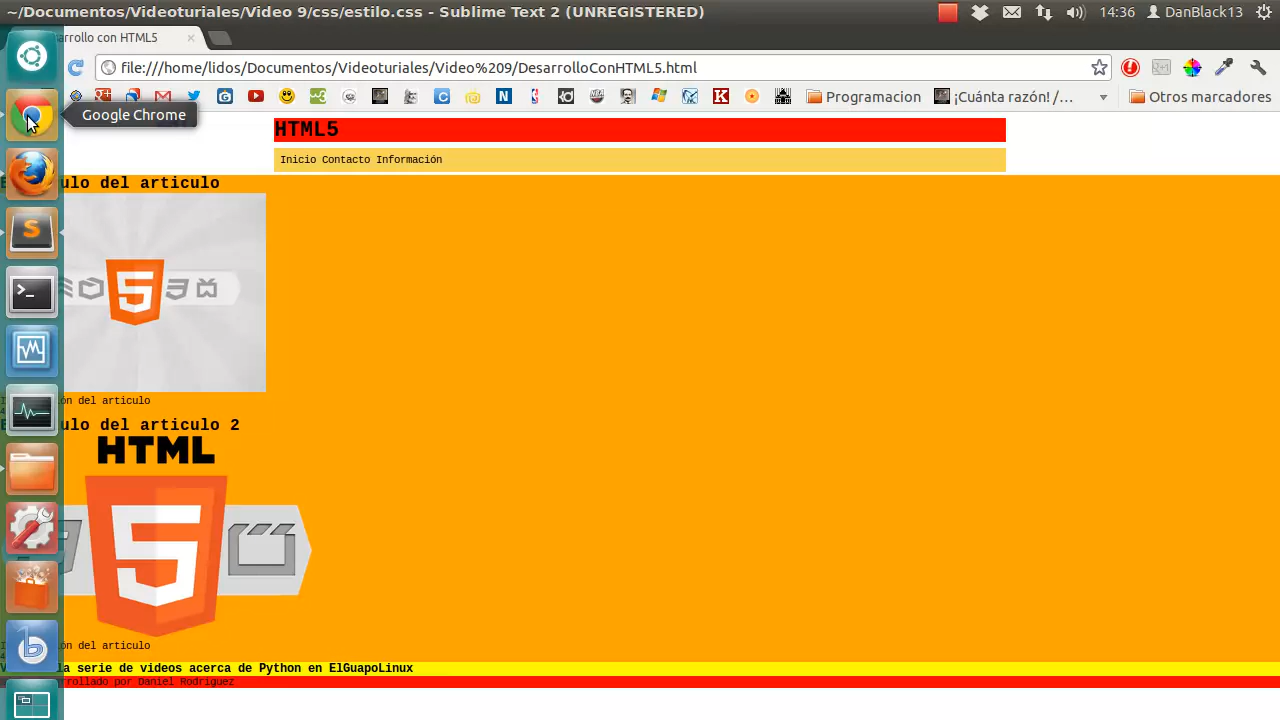 ~/Documentos/Videoturiales/Video 9/css/estilo.css - Sublime Text 2 (UNREGISTERED)
14:36 DanBlack13
rrollo con HTML5
file:///home/lidos/Documentos/Videoturiales/Video%209/DesarrolloConHTML5.html
Programacion ¡Cuánta razón! /... Otros marcadores
Google Chrome
HTML5
Inicio Contacto Información
ulo del articulo
5
ón del articulo
ulo del articulo 2
HTML
5
ón del articulo
la serie de videos acerca de Python en ElGuapoLinux
rrollado por Daniel Rodriguez